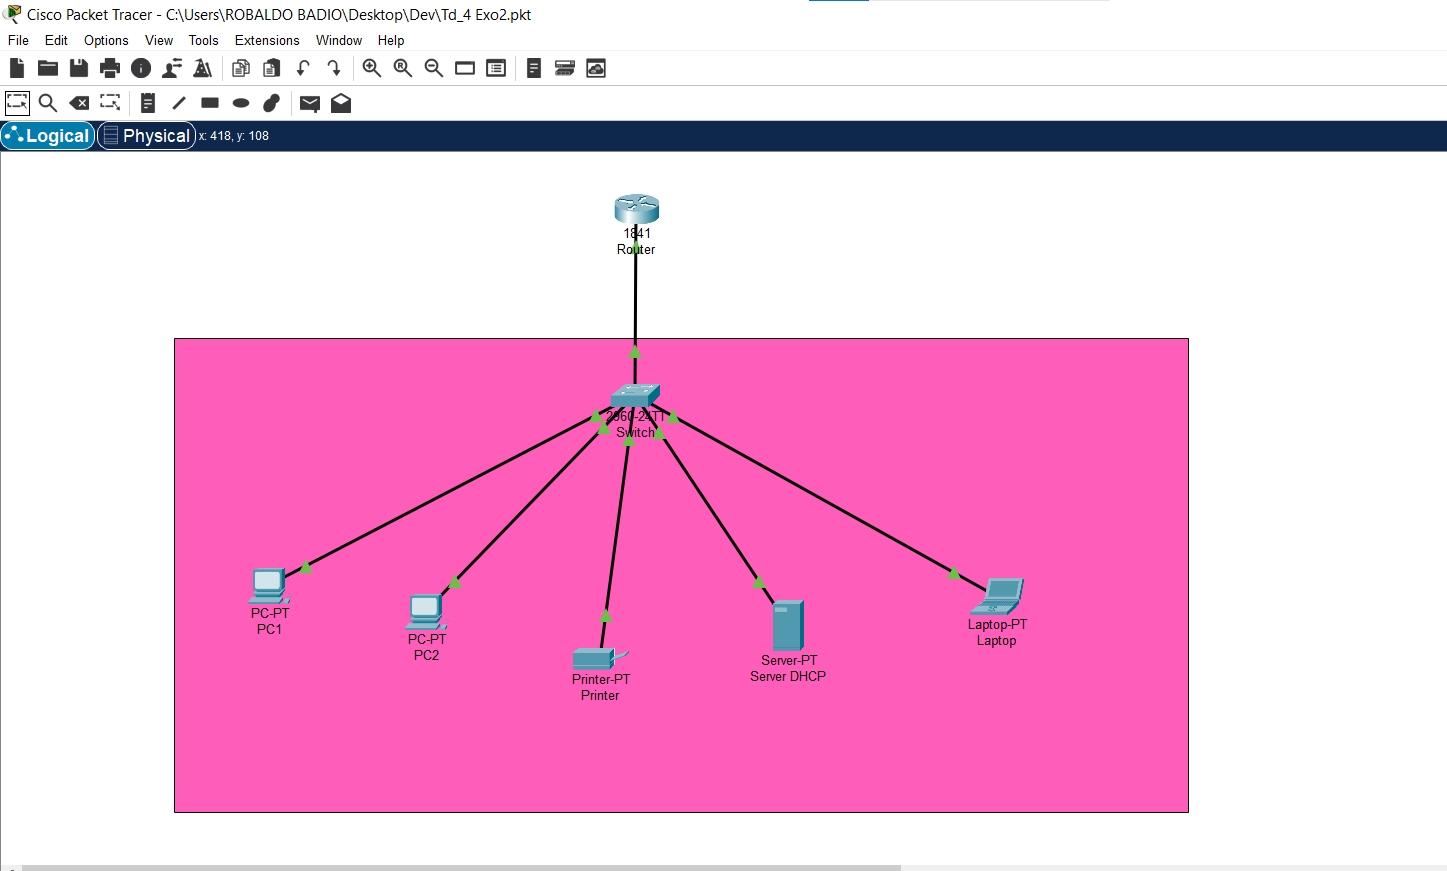 Cisco Packet Tracer - C:\Users\ROBALDO BADIO\Desktop\Dev\Td_4 Exo2.pkt
File Edit Options View Tools Extensions Window Help
Logical Physical x: 418, y: 108
1841
Router
2960-24TT
Switch
PC-PT
PC1
PC-PT
PC2
Printer-PT
Printer
Server-PT
Server DHCP
Laptop-PT
Laptop